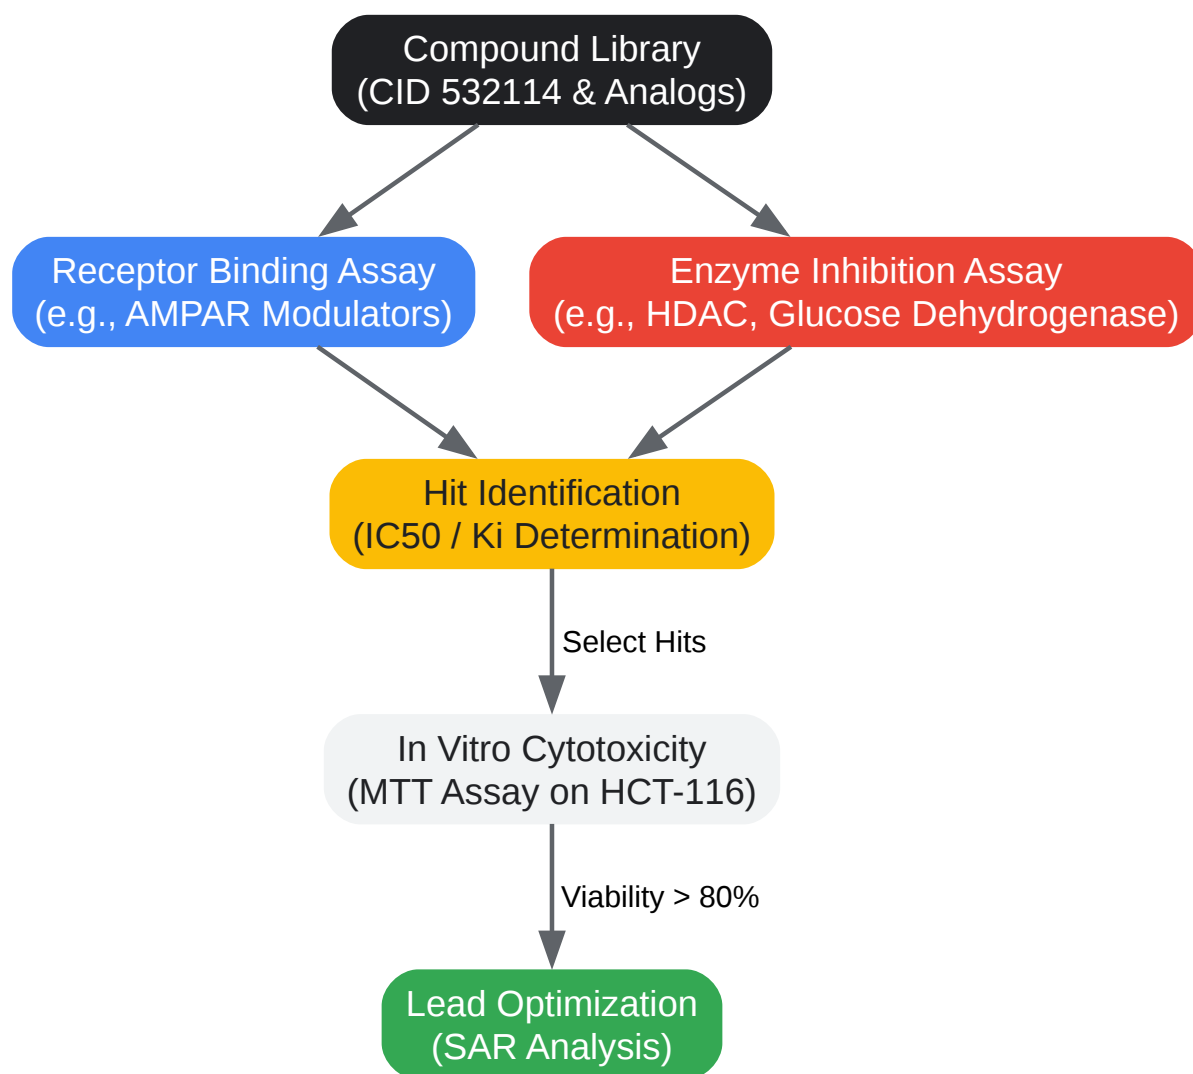 Compound Library
(CID 532114 & Analogs)
Receptor Binding Assay
(e.g., AMPAR Modulators)
Enzyme Inhibition Assay
(e.g., HDAC, Glucose Dehydrogenase)
Hit Identification
(IC50 / Ki Determination)
Select Hits
In Vitro Cytotoxicity
(MTT Assay on HCT-116)
Viability > 80%
Lead Optimization
(SAR Analysis)